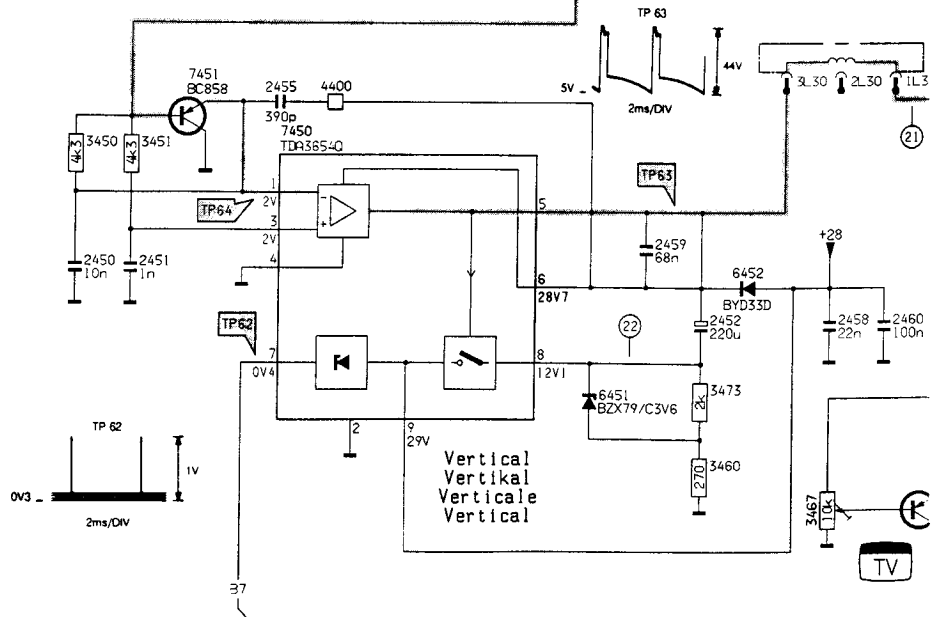 TP 63
44V
5V
2ms/DIV
3L30
2L30
1L3
21
7451
BC858
2455
390p
4400
7450
TDA3654Q
3450
4k3
3451
4k3
1
2V
TP64
3
2V
4
5
TP63
2459
68n
+28
6
28V7
6452
BYD33D
2450
10n
2451
1n
2452
220u
2458
22n
2460
100n
TP62
7
0V4
22
8
12V1
6451
BZX79/C3V6
2k
3473
270
3460
2
9
29V
TP 62
1V
0V3
2ms/DIV
Vertical
Vertikal
Verticale
Vertical
3467
10k
TV
B7